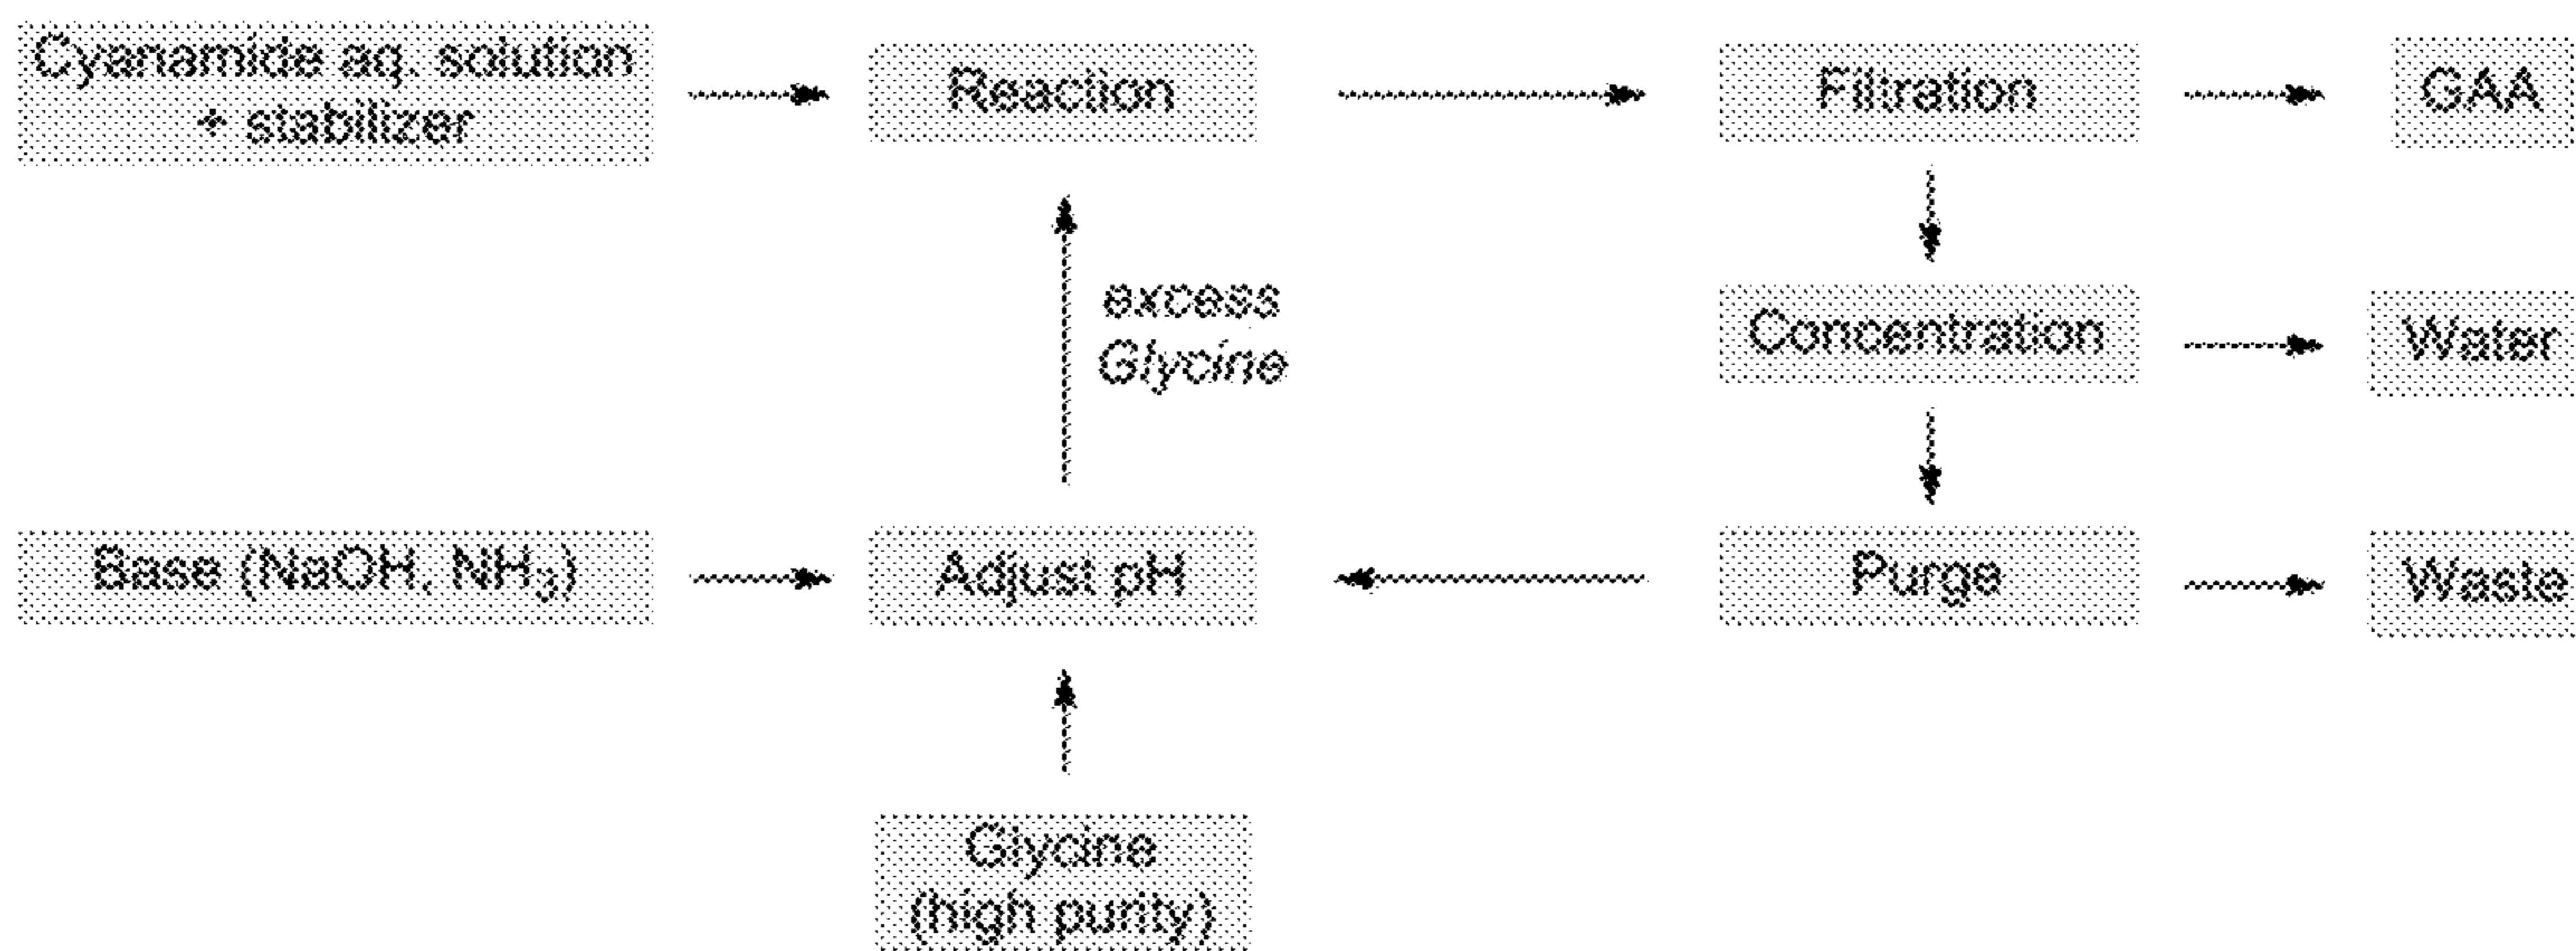 Cyanamide aq. solution
+ stabilizer
Reaction
Filtration
GAA
excess
Glycine
Concentration
Water
Base (NaOH, NH₃)
Adjust pH
Purge
Waste
Glycine
(high purity)